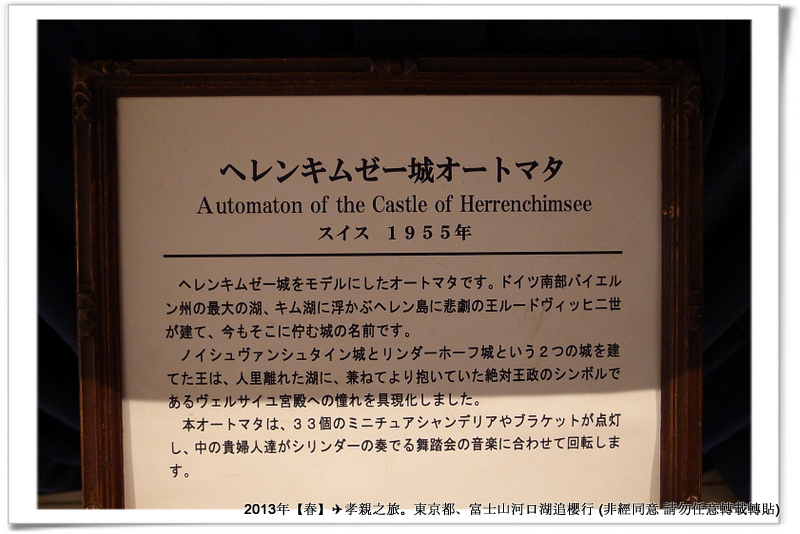 ヘレンキムゼー城オートマタ
Automaton of the Castle of Herrenchimsee
スイス 1955年
ヘレンキムゼー城をモデルにしたオートマタです。ドイツ南部バイエル
ン州の最大の湖、キム湖に浮かぶヘレン島に悲劇の王ルードヴィッヒ二世
が建て、今もそこに佇む城の名前です。
ノイシュヴァンシュタイン城とリンダーホーフ城という2つの城を建
てた王は、人里離れた湖に、兼ねてより抱いていた絶対王政のシンボルで
あるヴェルサイユ宮殿への憧れを具現化しました。
本オートマタは、33個のミニチュアシャンデリアやブラケットが点灯
し、中の貴婦人達がシリンダーの奏でる舞踏会の音楽に合わせて回転しま
す。
2013年【春】✈孝親之旅。東京都、富士山河口湖追櫻行 (非經同意 請勿任意轉載轉貼)